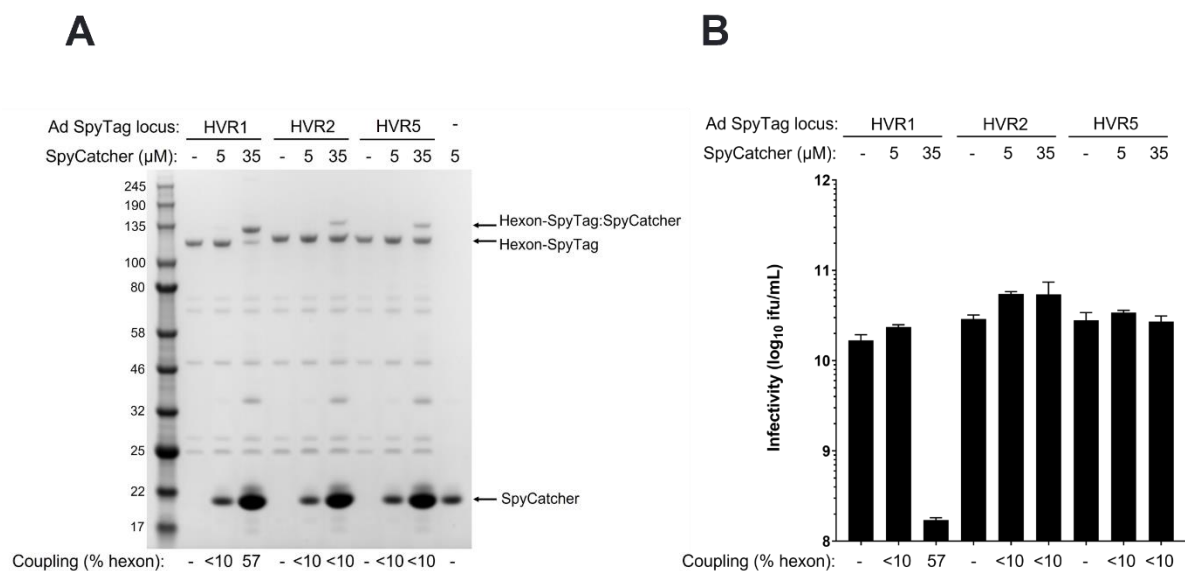 A
Ad SpyTag locus: HVR1 HVR2 HVR5 -
SpyCatcher (µM): - 5 35 - 5 35 - 5 35 5
245
190
135
100
80
58
46
32
25
22
17
Hexon-SpyTag:SpyCatcher
Hexon-SpyTag
SpyCatcher
Coupling (% hexon): - <10 57 - <10 <10 - <10 <10 -
B
Ad SpyTag locus: HVR1 HVR2 HVR5
SpyCatcher (µM): - 5 35 - 5 35 - 5 35
Infectivity (log10 ifu/mL)
12
11
10
9
8
Coupling (% hexon): - <10 57 - <10 <10 - <10 <10